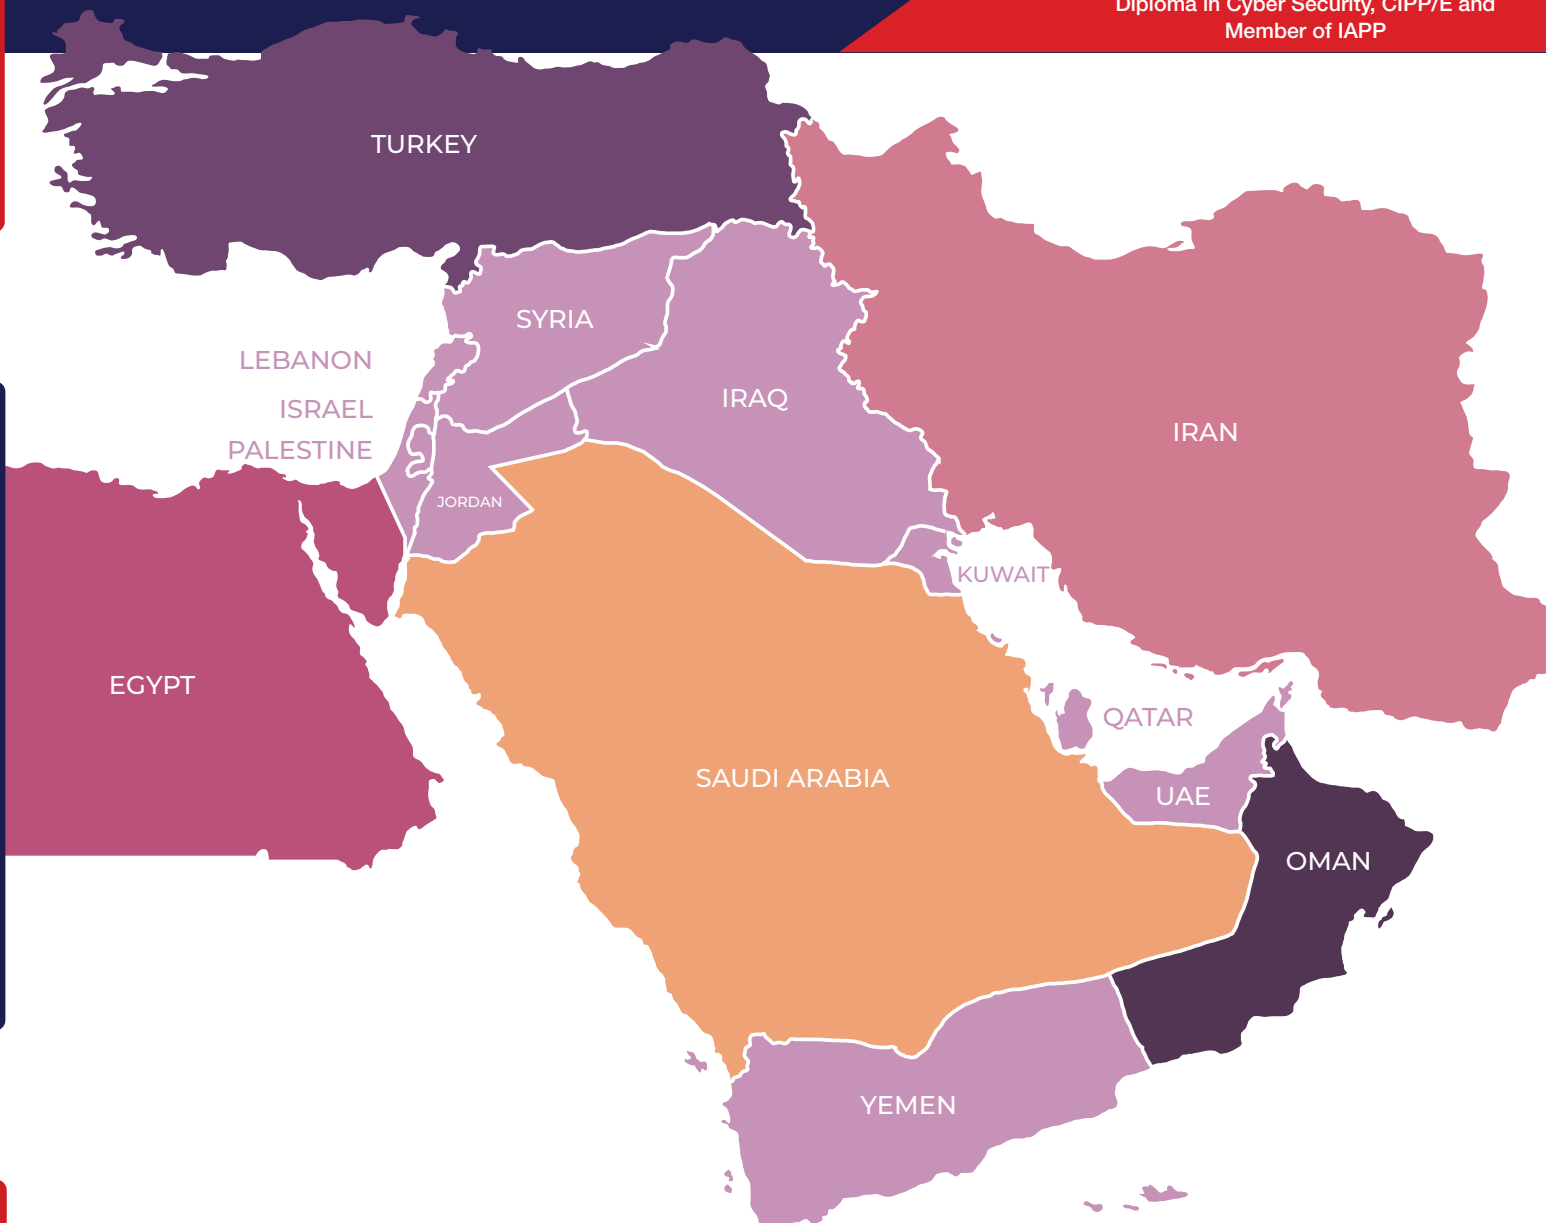 Diploma in Cyber Security, CIPP/E and
Member of IAPP
TURKEY
SYRIA
LEBANON
IRAQ
ISRAEL
IRAN
PALESTINE
JORDAN
KUWAIT
EGYPT
QATAR
SAUDI ARABIA
UAE
OMAN
YEMEN